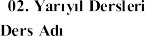 02. Yarıyıl Dersleri
Ders Adı